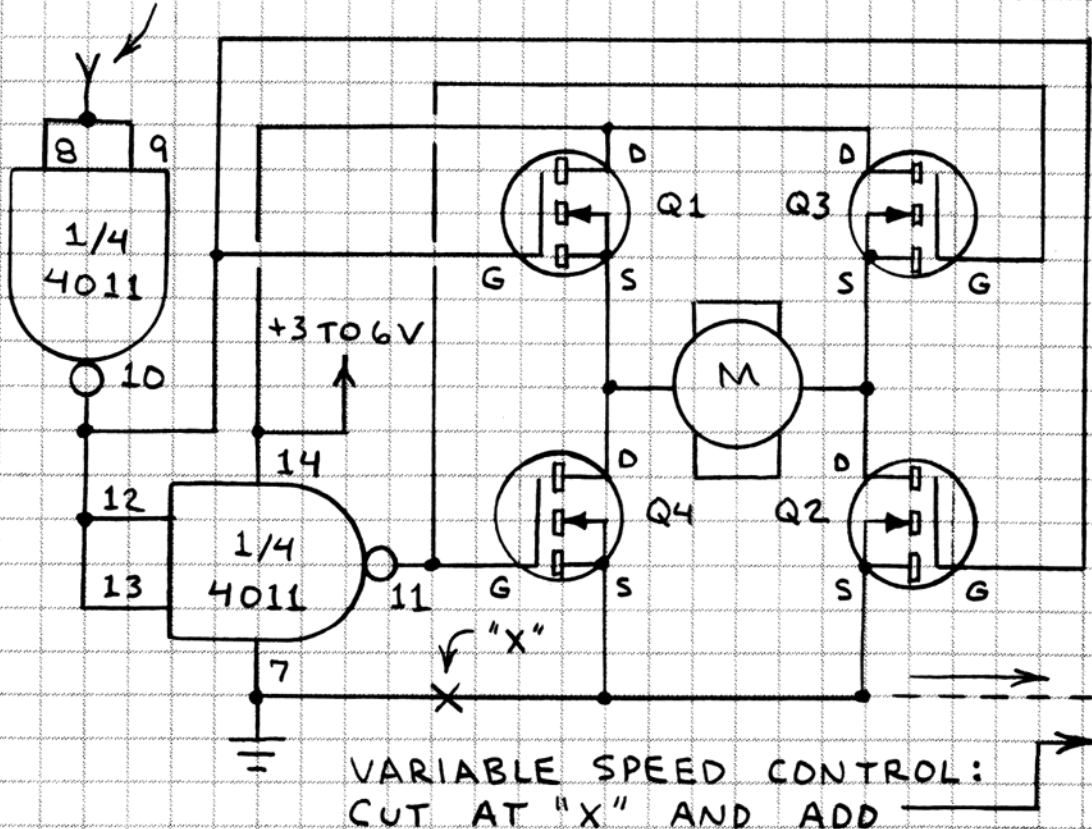 Y
8 9
1/4
4011
10
D
Q1
G
S
D
Q3
S
G
+3 TO 6V
M
14
12
13
1/4
4011
11
7
D
Q4
G
S
D
Q2
S
G
"X"
VARIABLE SPEED CONTROL:
CUT AT "X" AND ADD